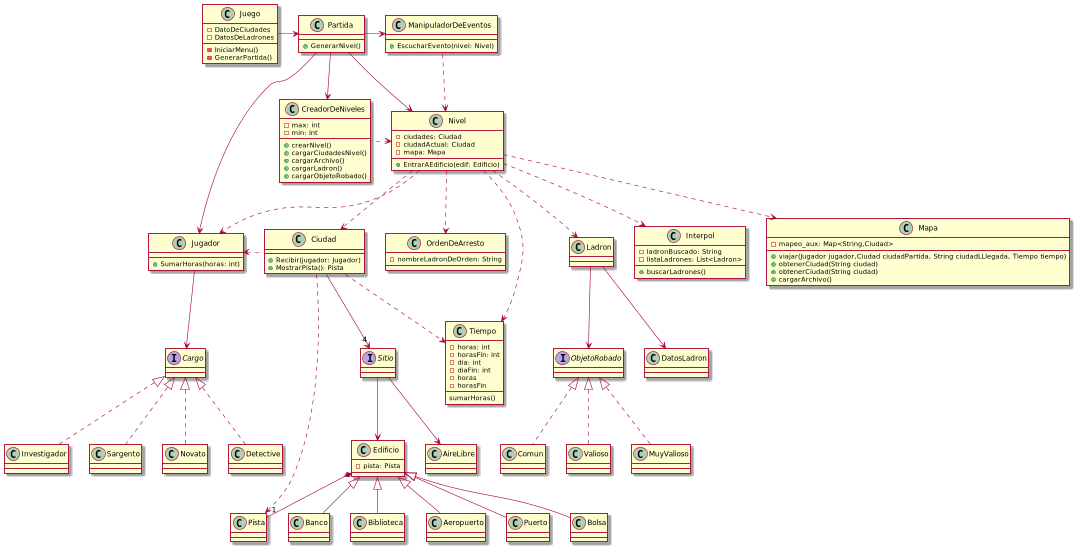 C Juego
DatoDeCiudades
DatosDeLadrones
IniciarMenu()
GenerarPartida()
C Partida
GenerarNivel()
C ManipuladorDeEventos
EscucharEvento(nivel: Nivel)
C CreadorDeNiveles
max: int
min: int
crearNivel()
cargarCiudadesNivel()
cargarArchivo()
cargarLadron()
cargarObjetoRobado()
C Nivel
ciudades: Ciudad
ciudadActual: Ciudad
mapa: Mapa
EntrarAEdificio(edif: Edificio)
C Jugador
SumarHoras(horas: int)
C Ciudad
Recibir(jugador: Jugador)
MostrarPista(): Pista
C OrdenDeArresto
nombreLadronDeOrden: String
C Ladron
C Interpol
ladronBuscado: String
listaLadrones: List<Ladron>
buscarLadrones()
C Mapa
mapeo_aux: Map<String,Ciudad>
viajar(Jugador jugador,Ciudad ciudadPartida, String ciudadLLegada, Tiempo tiempo)
obtenerCiudad(String ciudad)
obtenerCiudad(String ciudad)
cargarArchivo()
I Cargo
4
I Sitio
C Tiempo
horas: int
horasFin: int
dia: int
diaFin: int
horas
horasFin
sumarHoras()
I ObjetoRobado
C DatosLadron
C Investigador
C Sargento
C Novato
C Detective
C Edificio
pista: Pista
C AireLibre
C Comun
C Valioso
C MuyValioso
1
C Pista
C Banco
C Biblioteca
C Aeropuerto
C Puerto
C Bolsa